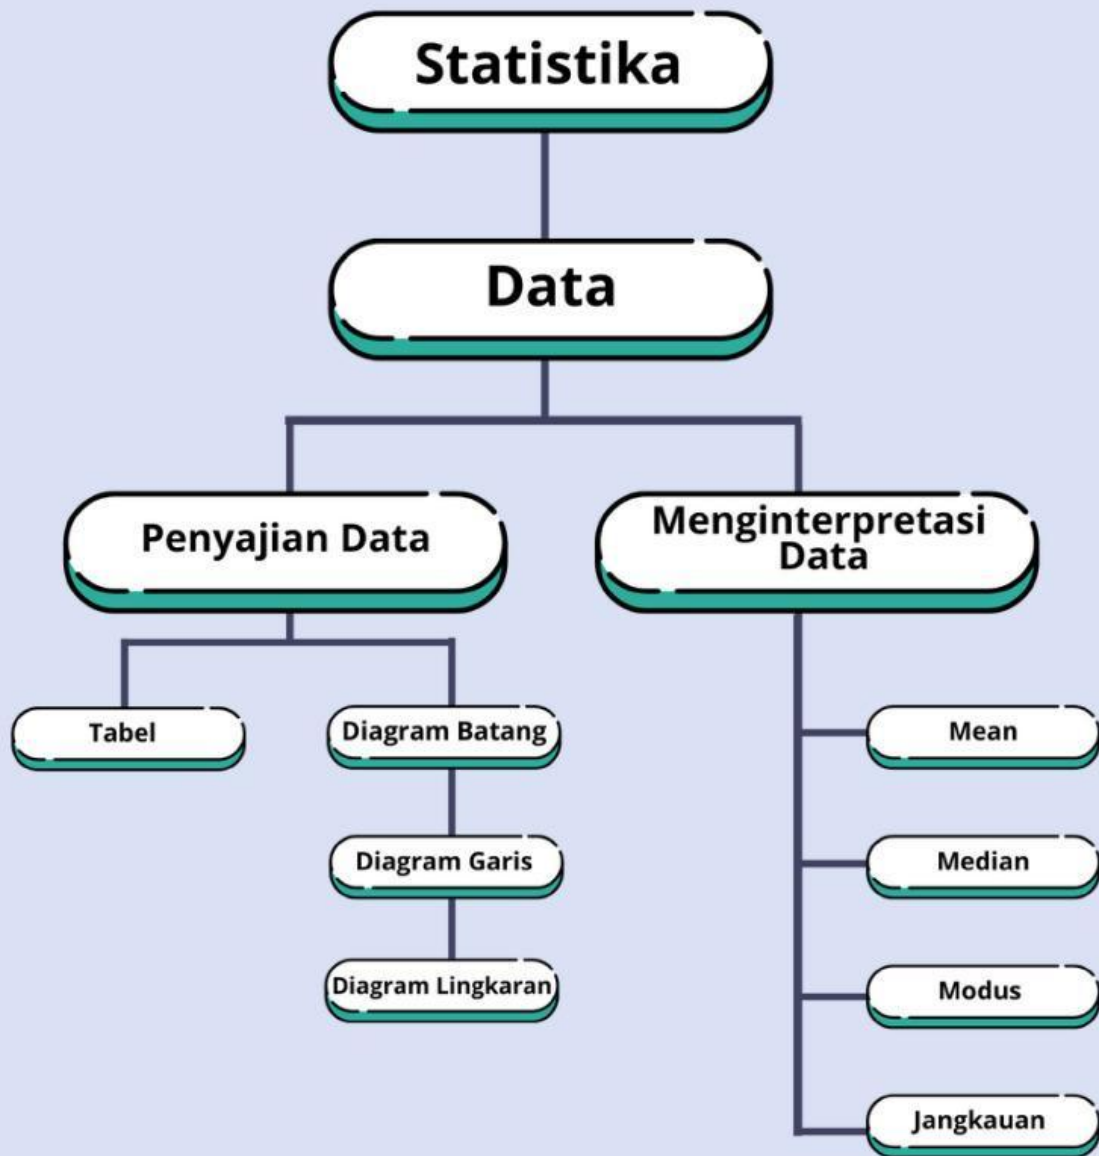 Statistika
Data
Penyajian Data
Menginterpretasi
Data
Tabel
Diagram Batang
Diagram Garis
Diagram Lingkaran
Mean
Median
Modus
Jangkauan